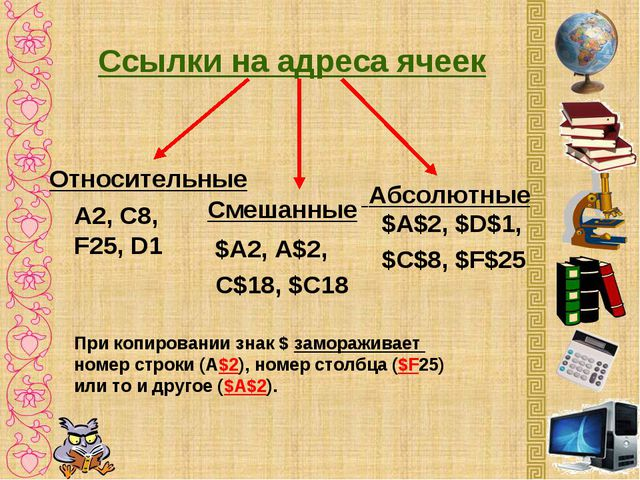 Ссылки на адреса ячеек
Относительные
A2, C8,
F25, D1
Смешанные
$A2, A$2,
C$18, $C18
Абсолютные
$A$2, $D$1,
$C$8, $F$25
При копировании знак $ замораживает
номер строки (A$2), номер столбца ($F25)
или то и другое ($A$2).